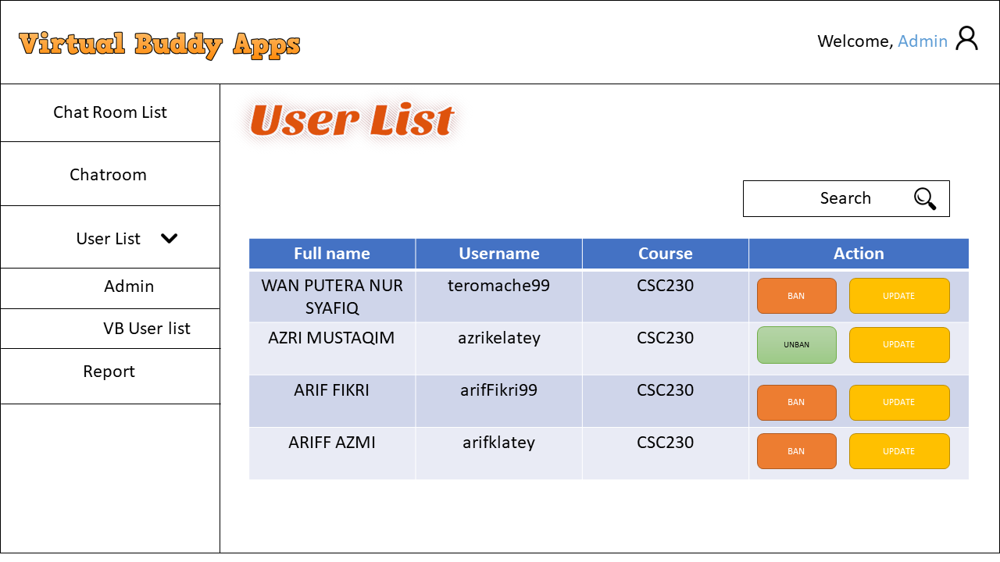 Virtual Buddy Apps
Welcome, Admin
Chat Room List
Chatroom
User List
Admin
VB User list
Report
User List
Search
Full name Username Course Action
WAN PUTERA NUR teromache99 CSC230 BAN UPDATE
SYAFIQ
AZRI MUSTAQIM azrikelatey CSC230 UNBAN UPDATE
ARIF FIKRI arifFikri99 CSC230 BAN UPDATE
ARIFF AZMI arifklatey CSC230 BAN UPDATE